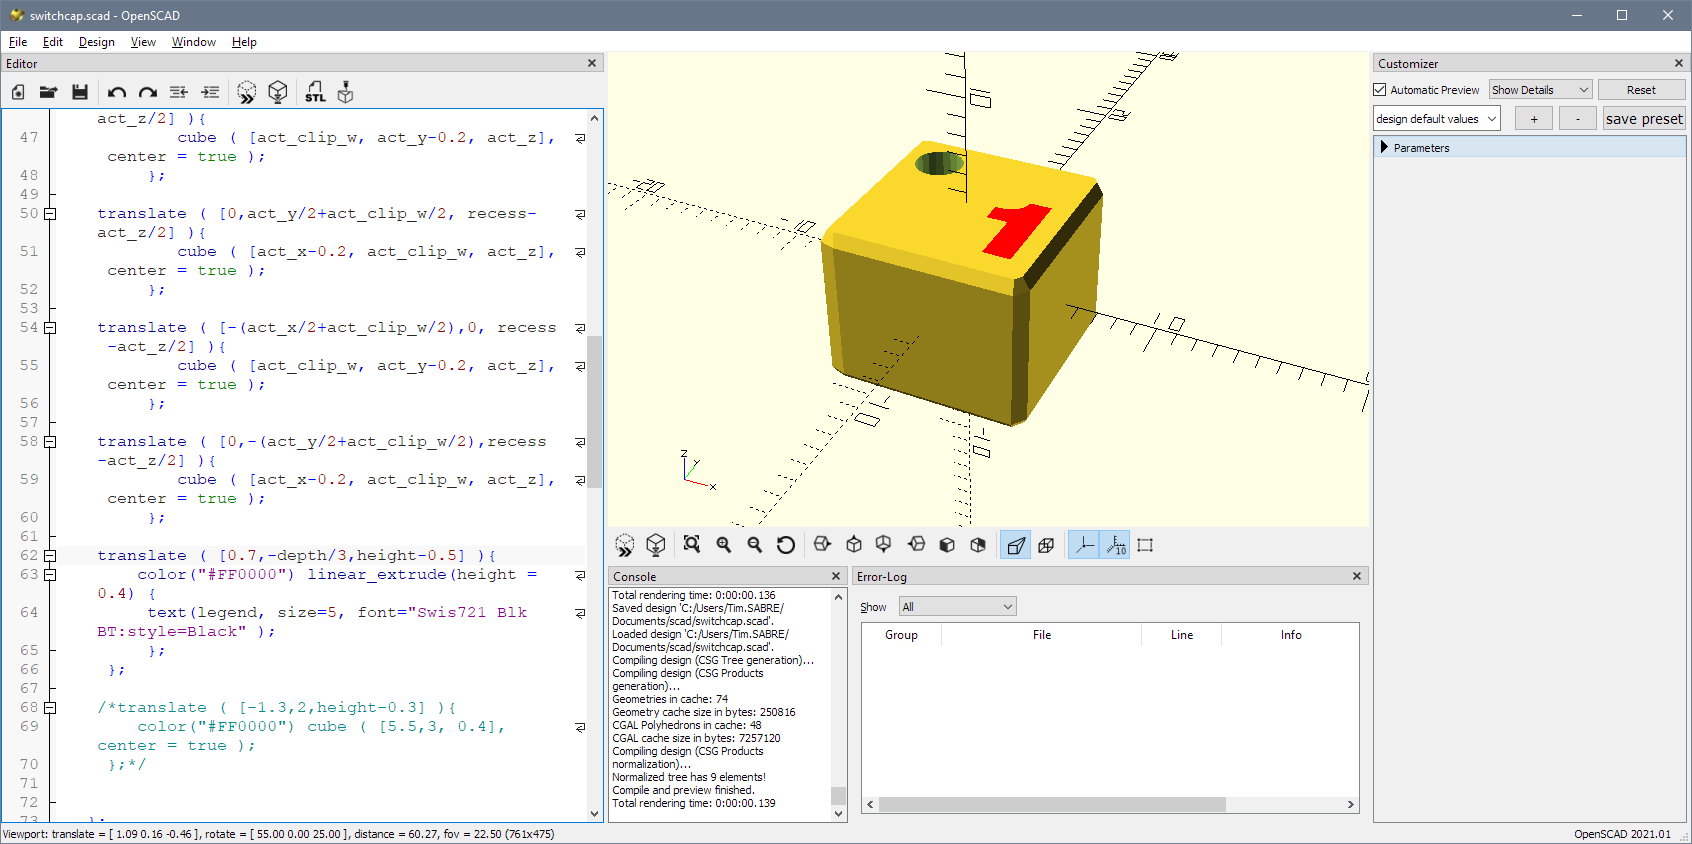 switchcap.scad - OpenSCAD
File Edit Design View Window Help
Editor
STL
act_z/2] ){
47 cube ( [act_clip_w, act_y-0.2, act_z],
center = true );
48 };
49
50 translate ( [0,act_y/2+act_clip_w/2, recess-
act_z/2] ){
51 cube ( [act_x-0.2, act_clip_w, act_z],
center = true );
52 };
53
54 translate ( [-(act_x/2+act_clip_w/2),0, recess
-act_z/2] ){
55 cube ( [act_clip_w, act_y-0.2, act_z],
center = true );
56 };
57
58 translate ( [0,-(act_y/2+act_clip_w/2),recess
-act_z/2] ){
59 cube ( [act_x-0.2, act_clip_w, act_z],
center = true );
60 };
61
62 translate ( [0.7,-depth/3,height-0.5] ){
63 color("#FF0000") linear_extrude(height =
0.4) {
64 text(legend, size=5, font="Swis721 Blk
BT:style=Black" );
65 };
66 };
67
68 /*translate ( [-1.3,2,height-0.3] ){
69 color("#FF0000") cube ( [5.5,3, 0.4],
center = true );
70 };*/
71
72
73 };
1
Z
Y
X
10
Console
Total rendering time: 0:00:00.136
Saved design 'C:/Users/Tim.SABRE/
Documents/scad/switchcap.scad'.
Loaded design 'C:/Users/Tim.SABRE/
Documents/scad/switchcap.scad'.
Compiling design (CSG Tree generation)...
Compiling design (CSG Products
generation)...
Geometries in cache: 74
Geometry cache size in bytes: 250816
CGAL Polyhedrons in cache: 48
CGAL cache size in bytes: 7257120
Compiling design (CSG Products
normalization)...
Normalized tree has 9 elements!
Compile and preview finished.
Total rendering time: 0:00:00.139
Error-Log
Show All
Group File Line Info
Customizer
Automatic Preview Show Details Reset
design default values + - save preset
Parameters
Viewport: translate = [ 1.09 0.16 -0.46 ], rotate = [ 55.00 0.00 25.00 ], distance = 60.27, fov = 22.50 (761x475)
OpenSCAD 2021.01